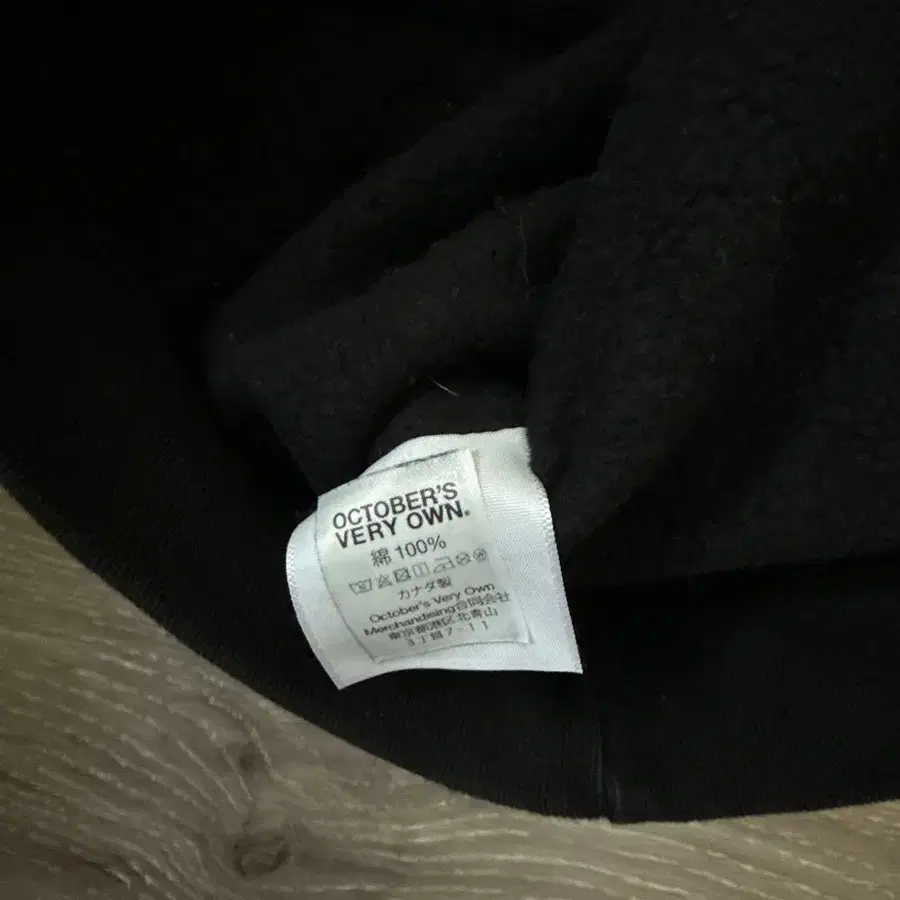 OCTOBER'S
VERY OWN.
綿 100%
カナダ製
October's Very Own
Merchandising合同会社
東京都港区北青山
3丁目7-11